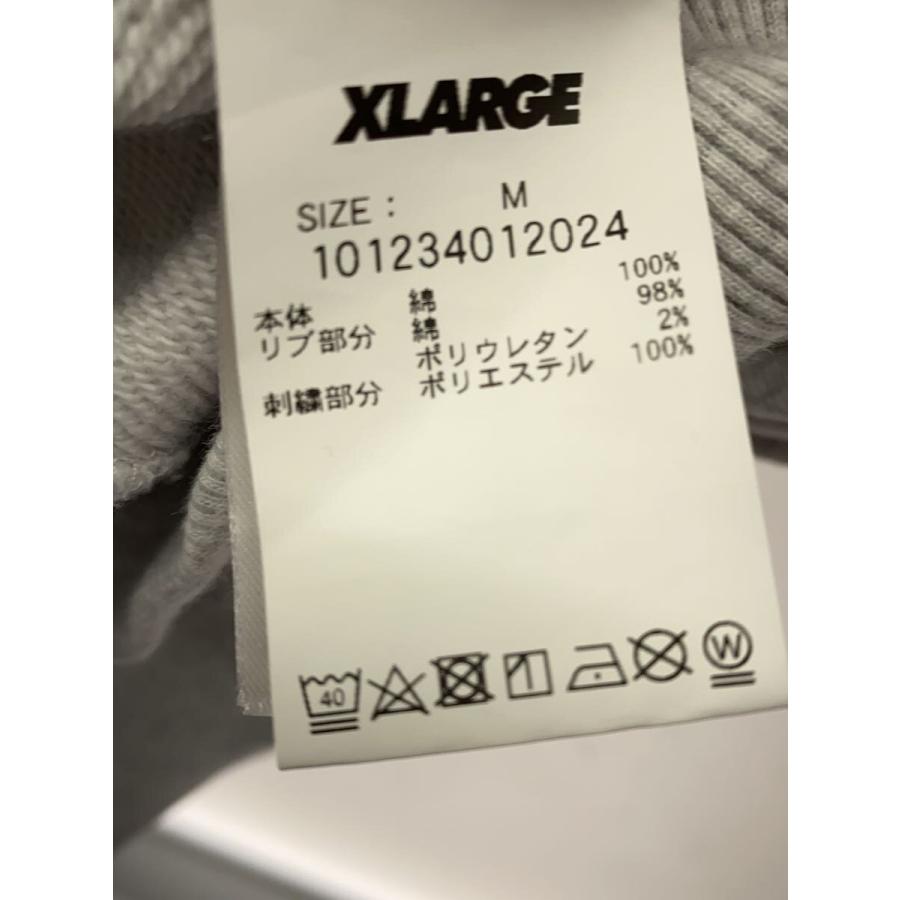 XLARGE
SIZE : M
101234012024
本体 綿 100%
リブ部分 綿 98%
ポリウレタン 2%
刺繍部分 ポリエステル 100%
40
W